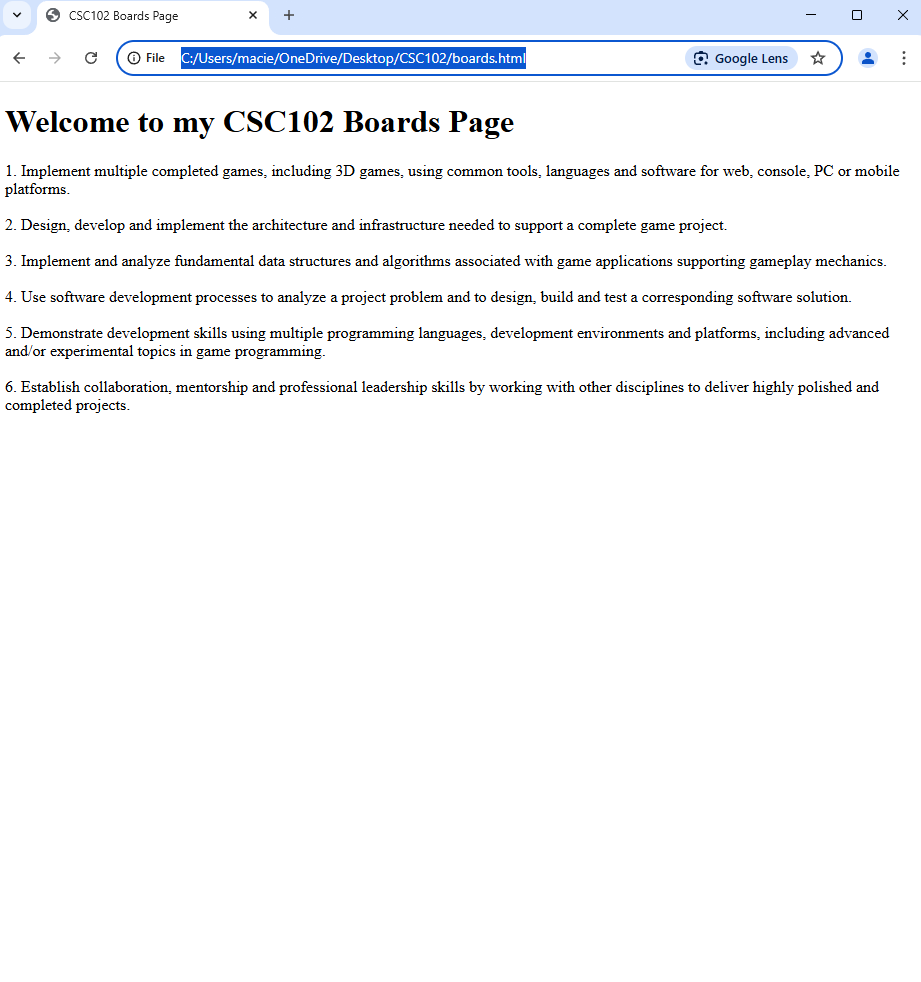 CSC102 Boards Page
File
C:/Users/macie/OneDrive/Desktop/CSC102/boards.html
Google Lens
Welcome to my CSC102 Boards Page
1. Implement multiple completed games, including 3D games, using common tools, languages and software for web, console, PC or mobile
platforms.
2. Design, develop and implement the architecture and infrastructure needed to support a complete game project.
3. Implement and analyze fundamental data structures and algorithms associated with game applications supporting gameplay mechanics.
4. Use software development processes to analyze a project problem and to design, build and test a corresponding software solution.
5. Demonstrate development skills using multiple programming languages, development environments and platforms, including advanced
and/or experimental topics in game programming.
6. Establish collaboration, mentorship and professional leadership skills by working with other disciplines to deliver highly polished and
completed projects.